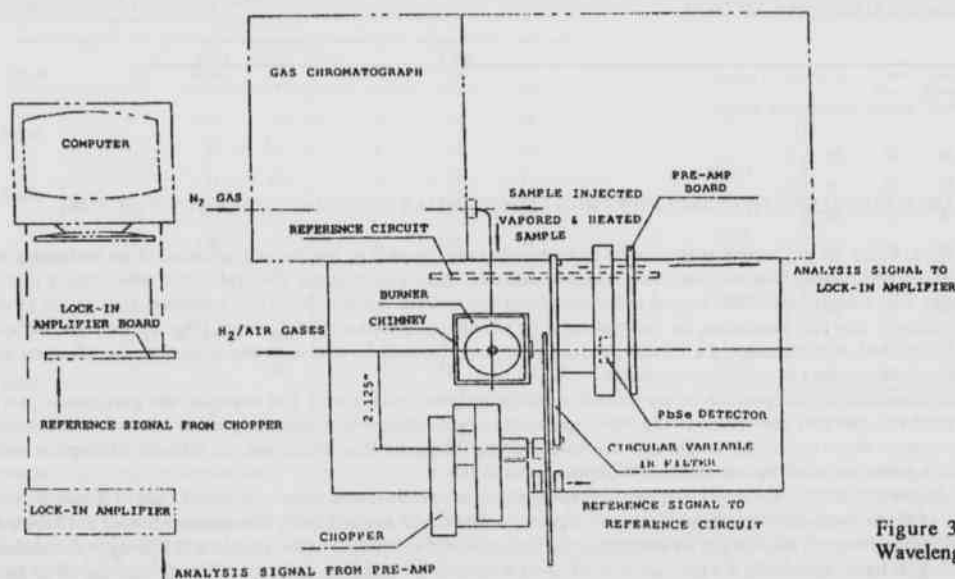 GAS CHROMATOGRAPH
COMPUTER
PRE-AMP
BOARD
N2 GAS
SAMPLE INJECTED
VAPORED & HEATED
SAMPLE
REFERENCE CIRCUIT
ANALYSIS SIGNAL TO
LOCK-IN AMPLIFIER
BURNER
CHIMNEY
LOCK-IN
AMPLIFIER BOARD
H2/AIR GASES
2.125"
PbSe DETECTOR
REFERENCE SIGNAL FROM CHOPPER
CIRCULAR VARIABLE
IR FILTER
LOCK-IN AMPLIFIER
REFERENCE SIGNAL TO
REFERENCE CIRCUIT
CHOPPER
ANALYSIS SIGNAL FROM PRE-AMP
Figure 3
Waveleng